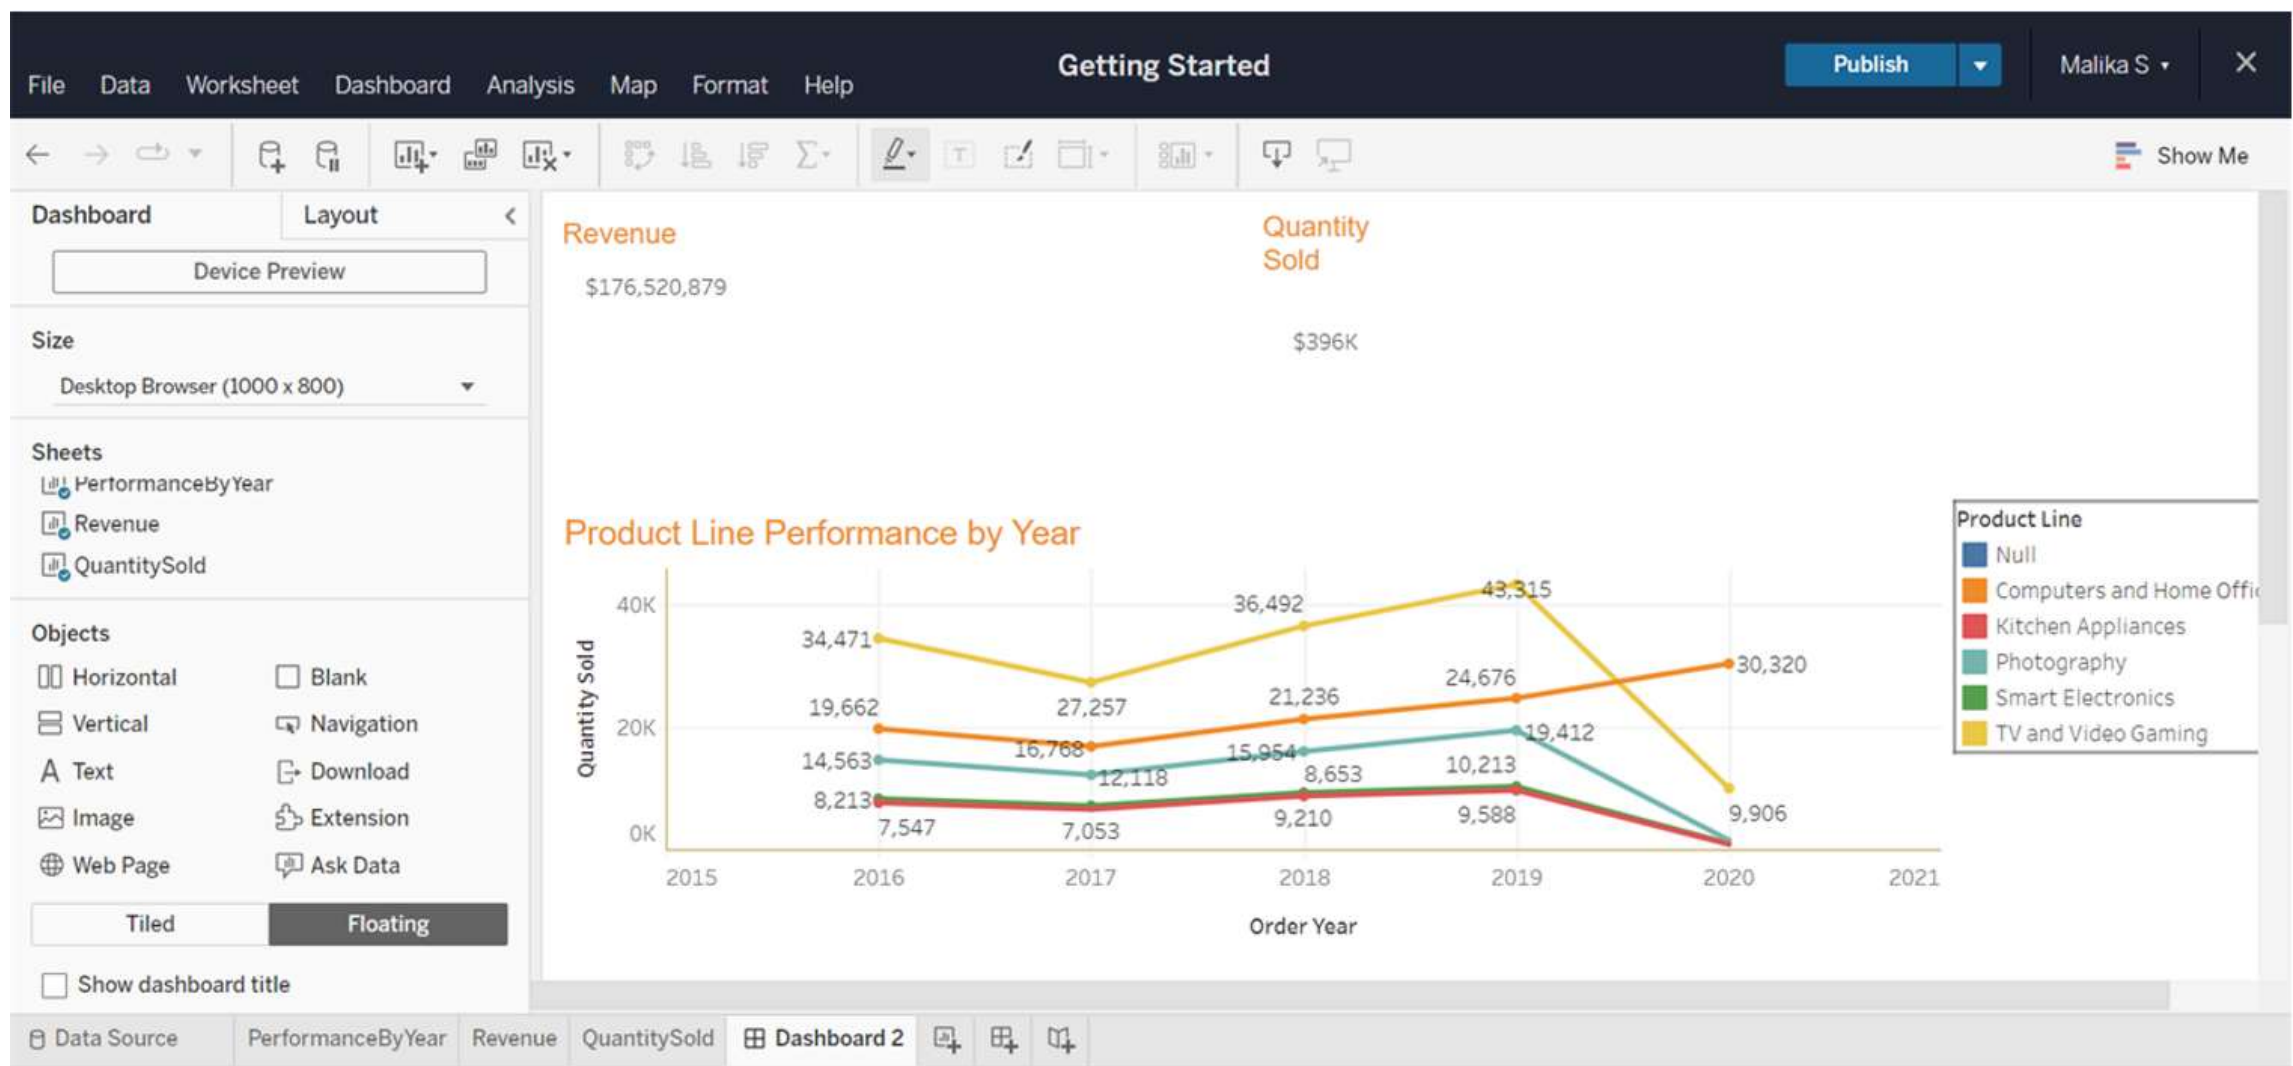 Getting Started
Publish
Malika S
File Data Worksheet Dashboard Analysis Map Format Help
Show Me
Dashboard Layout
Device Preview
Size
Desktop Browser (1000 x 800)
Sheets
PerformanceByYear
Revenue
QuantitySold
Objects
Horizontal Blank
Vertical Navigation
A Text Download
Image Extension
Web Page Ask Data
Tiled Floating
Show dashboard title
Revenue
$176,520,879
Quantity
Sold
$396K
Product Line Performance by Year
Quantity Sold
40K
20K
0K
34,471
27,257
36,492
43,315
19,662
16,768
21,236
24,676
30,320
14,563
12,118
15,954
19,412
8,213
8,653
10,213
7,547
7,053
9,210
9,588
9,906
2015 2016 2017 2018 2019 2020 2021
Order Year
Product Line
Null
Computers and Home Offi
Kitchen Appliances
Photography
Smart Electronics
TV and Video Gaming
Data Source PerformanceByYear Revenue QuantitySold Dashboard 2